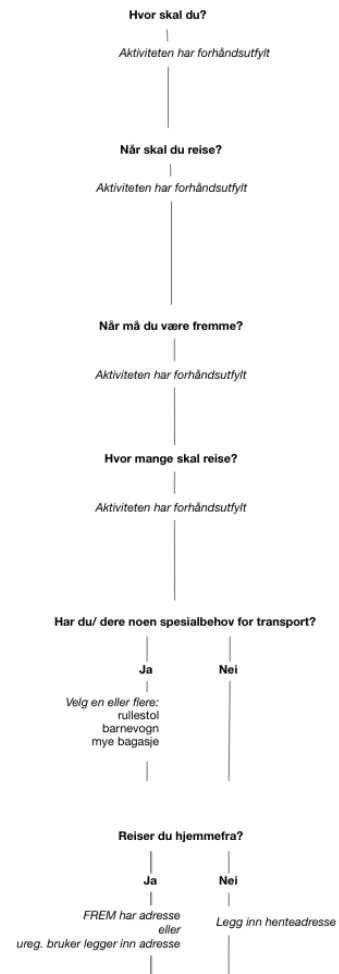 Hvor skal du?
Aktiviteten har forhåndsutfylt
Når skal du reise?
Aktiviteten har forhåndsutfylt
Når må du være fremme?
Aktiviteten har forhåndsutfylt
Hvor mange skal reise?
Aktiviteten har forhåndsutfylt
Har du/ dere noen spesialbehov for transport?
Ja
Nei
Velg en eller flere:
rullestol
barnevogn
mye bagasje
Reiser du hjemmefra?
Ja
Nei
FREM har adresse
eller
ureg. bruker legger inn adresse
Legg inn henteadresse